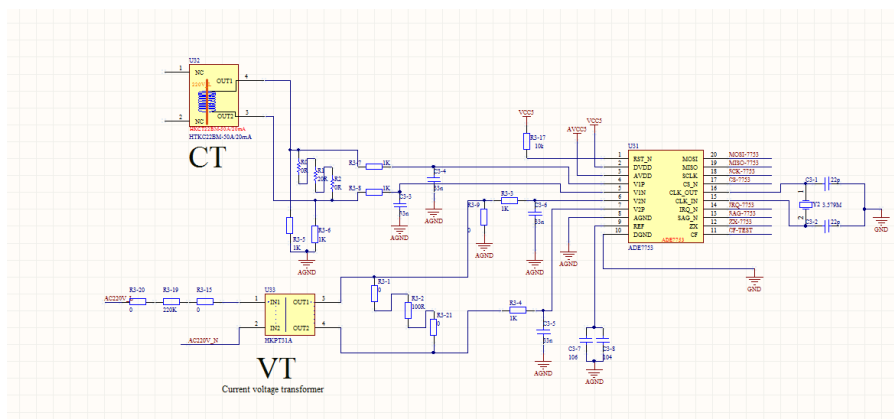 U32
1
NC
OUT1
4
2
NC
OUT2
3
HTKC22BM-50A/20mA
CT
R3-7
1K
R3-8
1K
C3-4
33n
C3-3
33n
AGND
AGND
R2
0R
20R
R3-5
1K
R3-6
1K
AGND
VCC5
R3-17
10k
AVCC5
VCC5
R3-9
0
AGND
R3-3
1K
C3-6
33n
AGND
AGND
U31
1
RST_N
MOSI
20
MOSI-7753
2
DVDD
MISO
19
MISO-7753
3
AVDD
SCLK
18
SCK-7753
4
V1P
CS_N
17
CS-7753
5
V1N
CLK_OUT
16
6
V2N
CLK_IN
15
7
V2P
IRQ_N
14
IRQ-7753
8
AGND
SAG_N
13
SAG-7753
9
REF
ZX
12
ZX-7753
10
DGND
CF
11
CF-TEST
ADE7753
ADE7753
C3-1
22p
1
Y2
3.579M
2
C3-2
22p
GND
GND
R3-20
R3-19
R3-15
AC220V_L
0
220K
0
AC220V_N
U33
1
IN1
OUT1
3
2
IN2
OUT2
4
HKPT31A
R3-1
0
R3-2
100R
R3-21
0
R3-4
1K
C3-5
33n
AGND
C3-7
106
C3-8
104
AGND
VT
Current voltage transformer